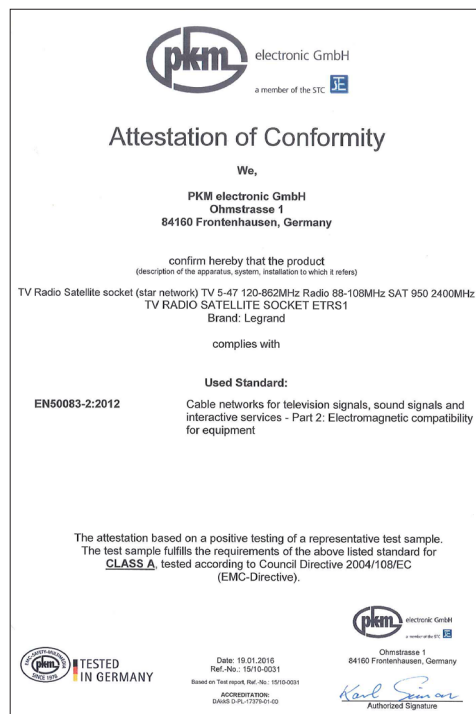 pkm electronic GmbH
a member of the STC
Attestation of Conformity
We,
PKM electronic GmbH
Ohmstrasse 1
84160 Frontenhausen, Germany
confirm hereby that the product
(description of the apparatus, system, installation to which it refers)
TV Radio Satellite socket (star network) TV 5-47 120-862MHz Radio 88-108MHz SAT 950 2400MHz
TV RADIO SATELLITE SOCKET ETRS1
Brand: Legrand
complies with
Used Standard:
EN50083-2:2012 Cable networks for television signals, sound signals and
interactive services - Part 2: Electromagnetic compatibility
for equipment
The attestation based on a positive testing of a representative test sample.
The test sample fulfills the requirements of the above listed standard for
CLASS A, tested according to Council Directive 2004/108/EC
(EMC-Directive).
EMC-SAFETY-MULTIMEDIA
pkm
SINCE 1978
TESTED
IN GERMANY
Date: 19.01.2016
Ref.-No.: 15/10-0031
Based on Test report, Ref.-No.: 15/10-0031
ACCREDITATION:
DAkkS D-PL-17379-01-00
pkm electronic GmbH
a member of the STC
Ohmstrasse 1
84160 Frontenhausen, Germany
Authorized Signature